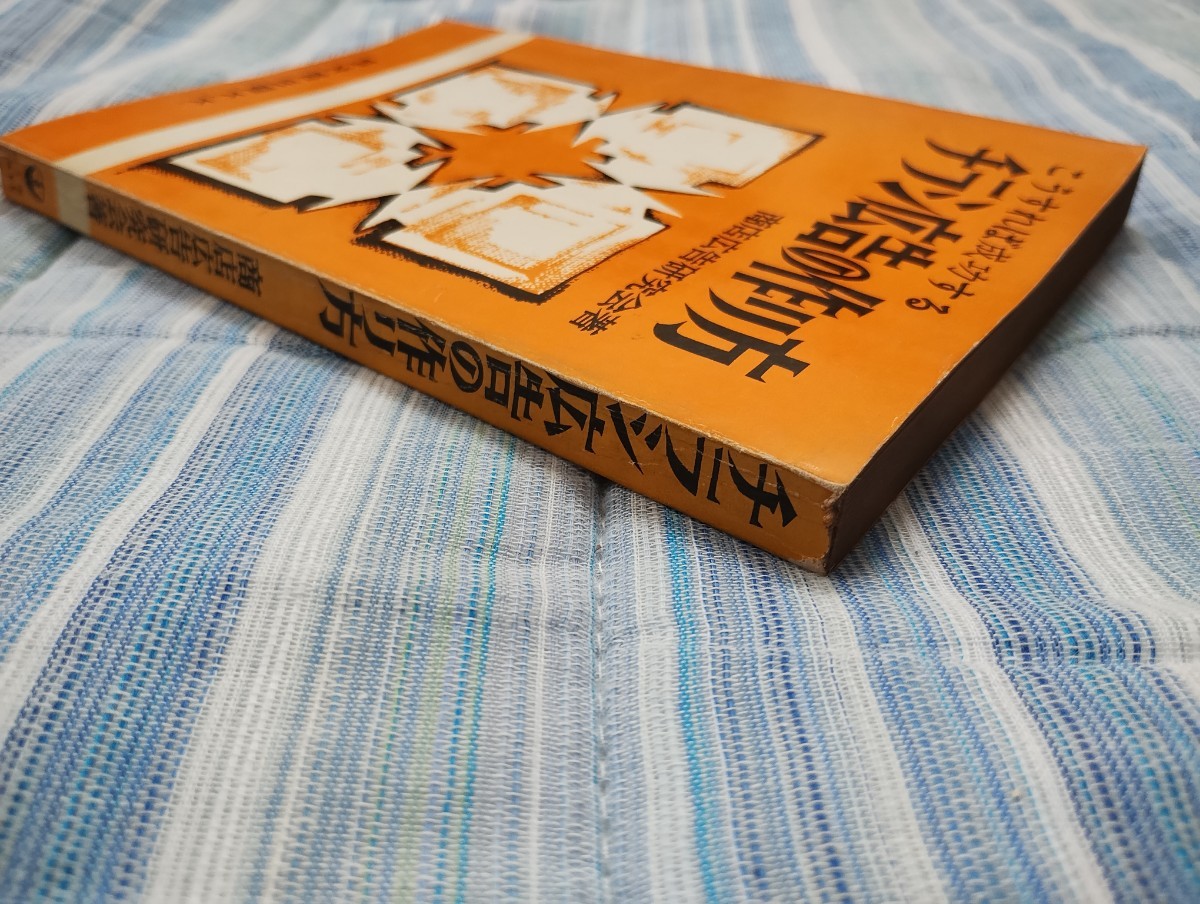 こうすれば成功する
チラシ広告の作り方
商店広告研究会著
チラシ広告の作り方
商店広告研究会著